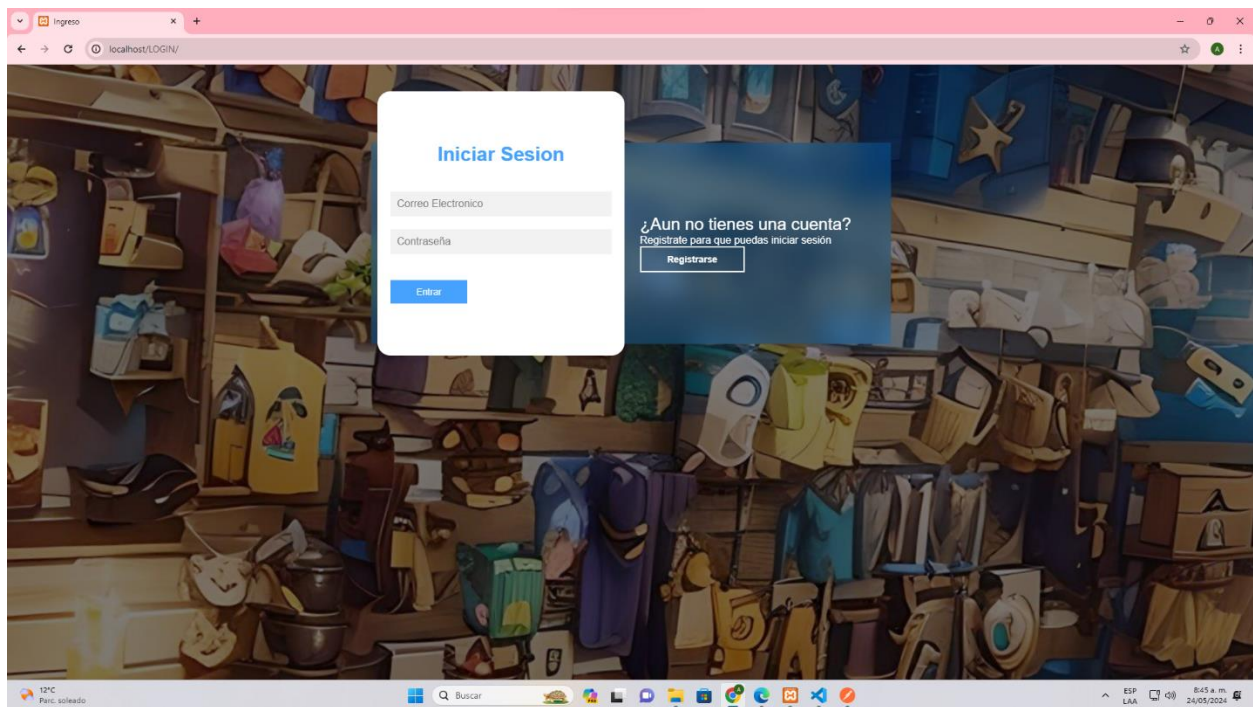 Ingreso
localhost/LOGIN/
A
Iniciar Sesion
Correo Electronico
Contraseña
Entrar
¿Aun no tienes una cuenta?
Registrate para que puedas iniciar sesión
Registrarse
12°C
Parc. soleado
Buscar
ESP
LAA
8:45 a. m.
24/05/2024